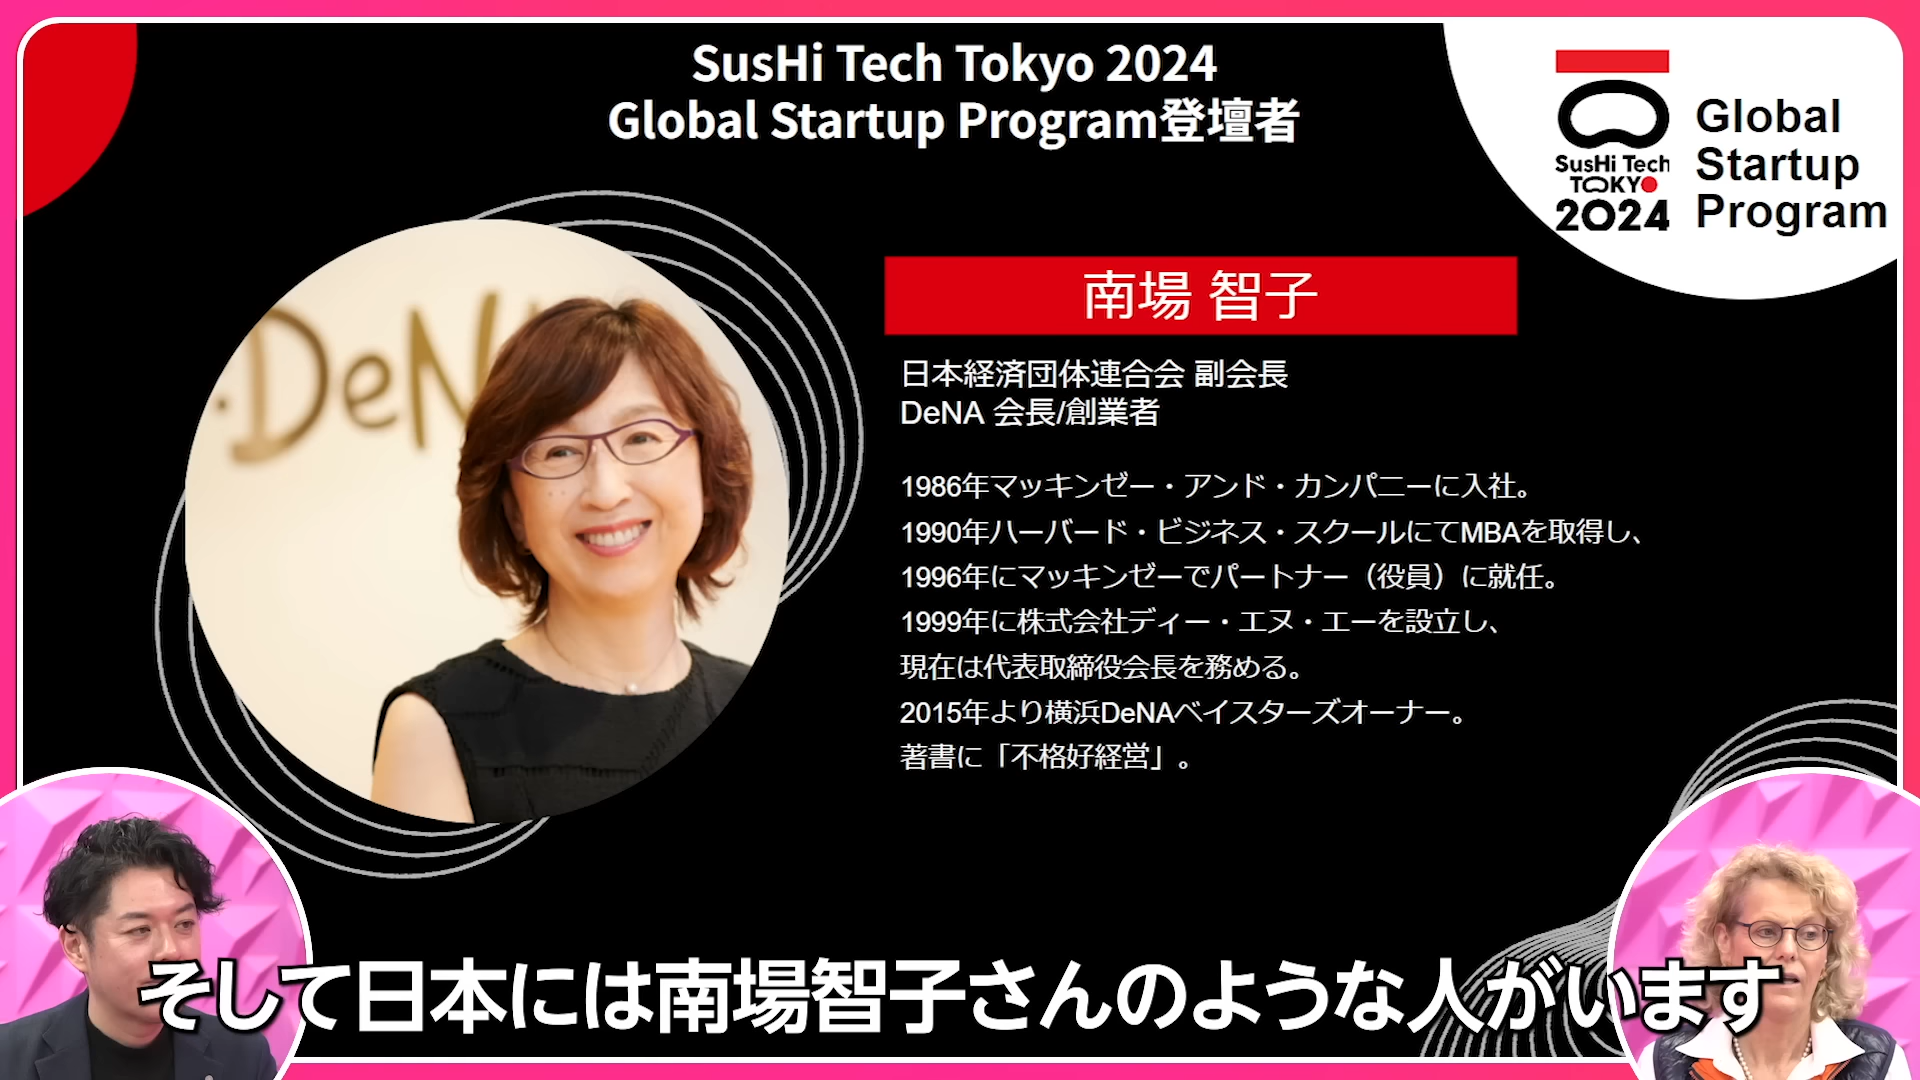 SusHi Tech Tokyo 2024
Global Startup Program登壇者
SusHi Tech
TOKYO
2024
Global
Startup
Program
DeNA
南場 智子
日本経済団体連合会 副会長
DeNA 会長/創業者
1986年マッキンゼー・アンド・カンパニーに入社。
1990年ハーバード・ビジネス・スクールにてMBAを取得し、
1996年にマッキンゼーでパートナー（役員）に就任。
1999年に株式会社ディー・エヌ・エーを設立し、
現在は代表取締役会長を務める。
2015年より横浜DeNAベイスターズオーナー。
著書に「不格好経営」。
そして日本には南場智子さんのような人がいます